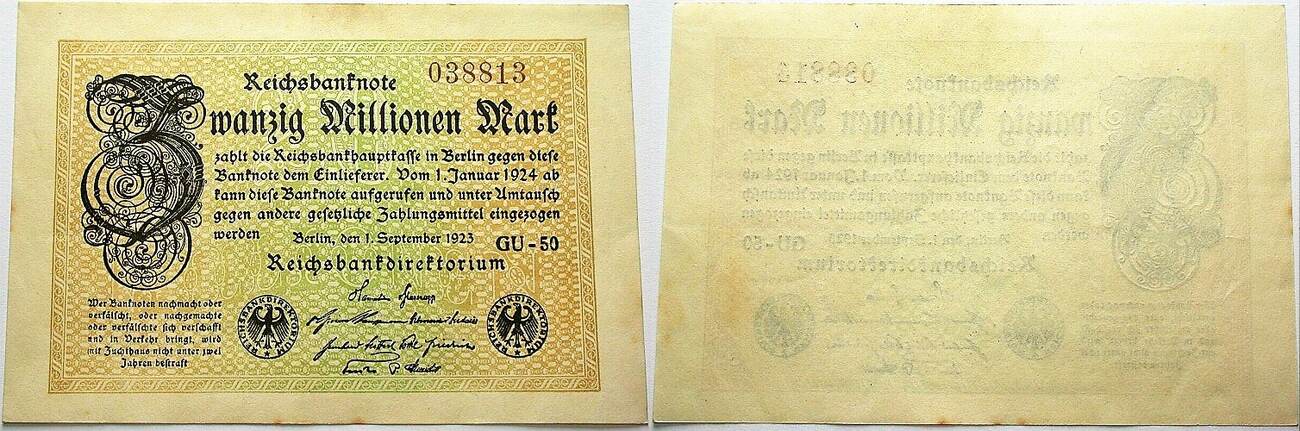 Reichsbanknote 038813
Zwanzig Millionen Mark
zahlt die Reichsbankhauptkasse in Berlin gegen diese
Banknote dem Einlieferer. Vom 1. Januar 1924 ab
kann diese Banknote aufgerufen und unter Umtausch
gegen andere gesetzliche Zahlungsmittel eingezogen
werden Berlin, den 1. September 1923 GU-50
Reichsbankdirektorium
Wer Banknoten nachmacht oder
verfälscht, oder nachgemachte
oder verfälschte sich verschafft
und in Verkehr bringt, wird
mit Zuchthaus nicht unter zwei
Jahren bestraft
REICHSBANKDIREKTORIUM
REICHSBANKDIREKTORIUM